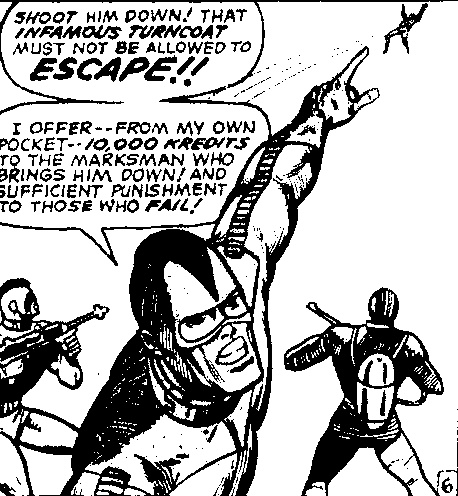 SHOOT HIM DOWN! THAT
INFAMOUS TURNCOAT
MUST NOT BE ALLOWED TO
ESCAPE!!
I OFFER--FROM MY OWN
POCKET--10,000 KREDITS
TO THE MARKSMAN WHO
BRINGS HIM DOWN! AND
SUFFICIENT PUNISHMENT
TO THOSE WHO FAIL!
6